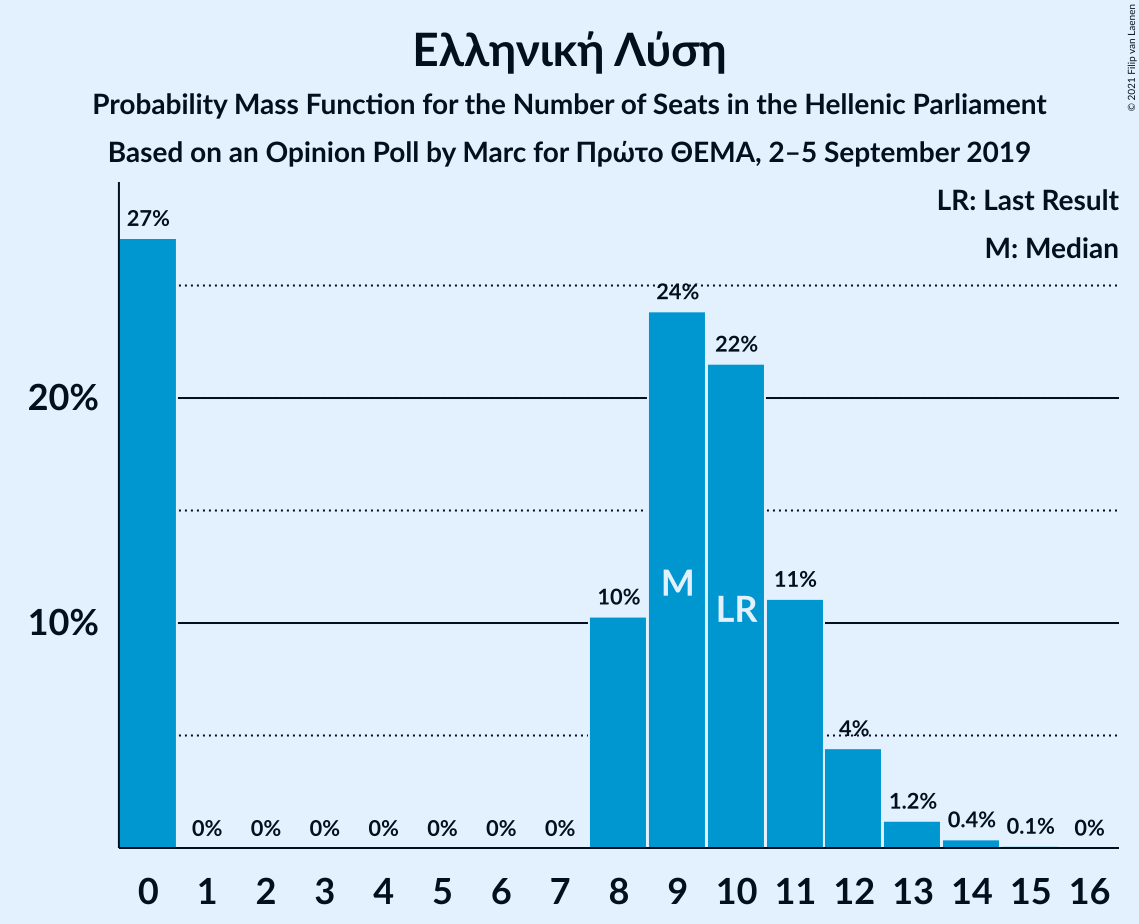 Ελληνική Λύση
Probability Mass Function for the Number of Seats in the Hellenic Parliament
Based on an Opinion Poll by Marc for Πρώτο ΘΕΜΑ, 2–5 September 2019
© 2021 Filip van Laenen
LR: Last Result
M: Median
27%
24%
22%
20%
M
LR
11%
10%
10%
4%
1.2%
0.4%
0.1%
0% 0% 0% 0% 0% 0% 0% 0%
0 1 2 3 4 5 6 7 8 9 10 11 12 13 14 15 16